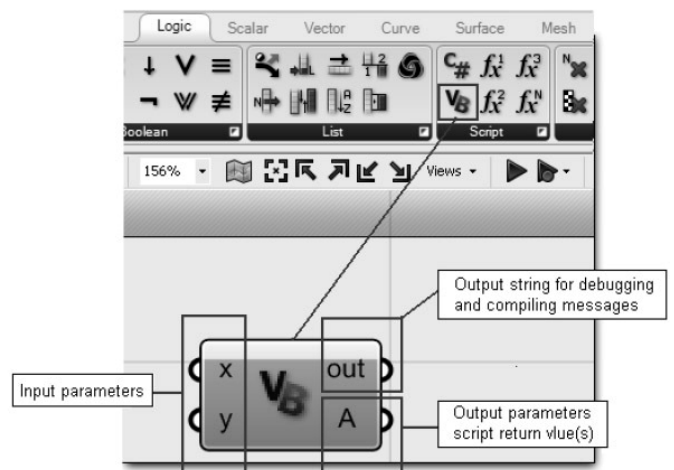 Logic Scalar Vector Curve Surface Mesh
Boolean List Script
156% Views
Output string for debugging
and compiling messages
x out
Input parameters
VB
y A
Output parameters
script return vlue(s)